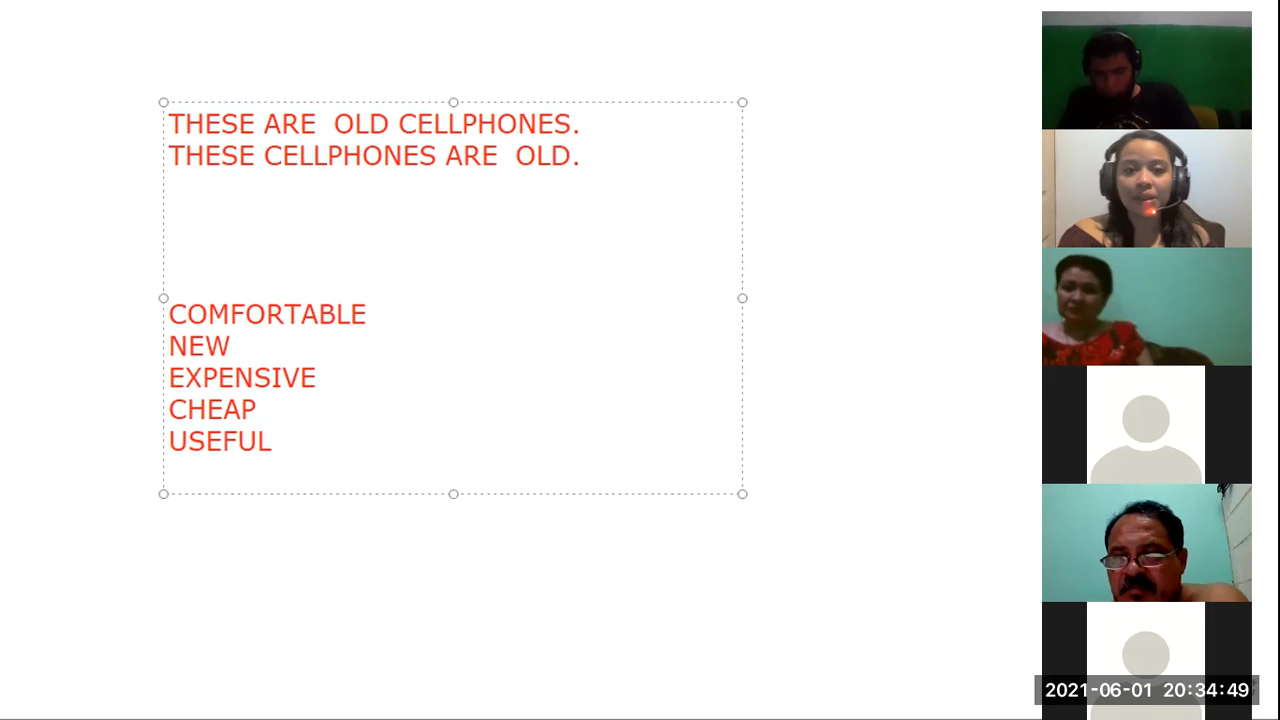 THESE ARE  OLD CELLPHONES.
THESE CELLPHONES ARE  OLD.
COMFORTABLE
NEW
EXPENSIVE
CHEAP
USEFUL
2021-06-01 20:34:49